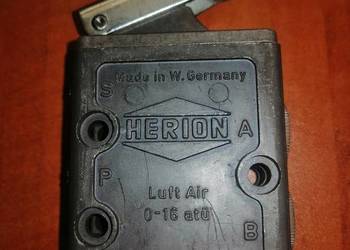 Made in W. Germany
S
HERION A
P
Luft Air
0-16 atü
B